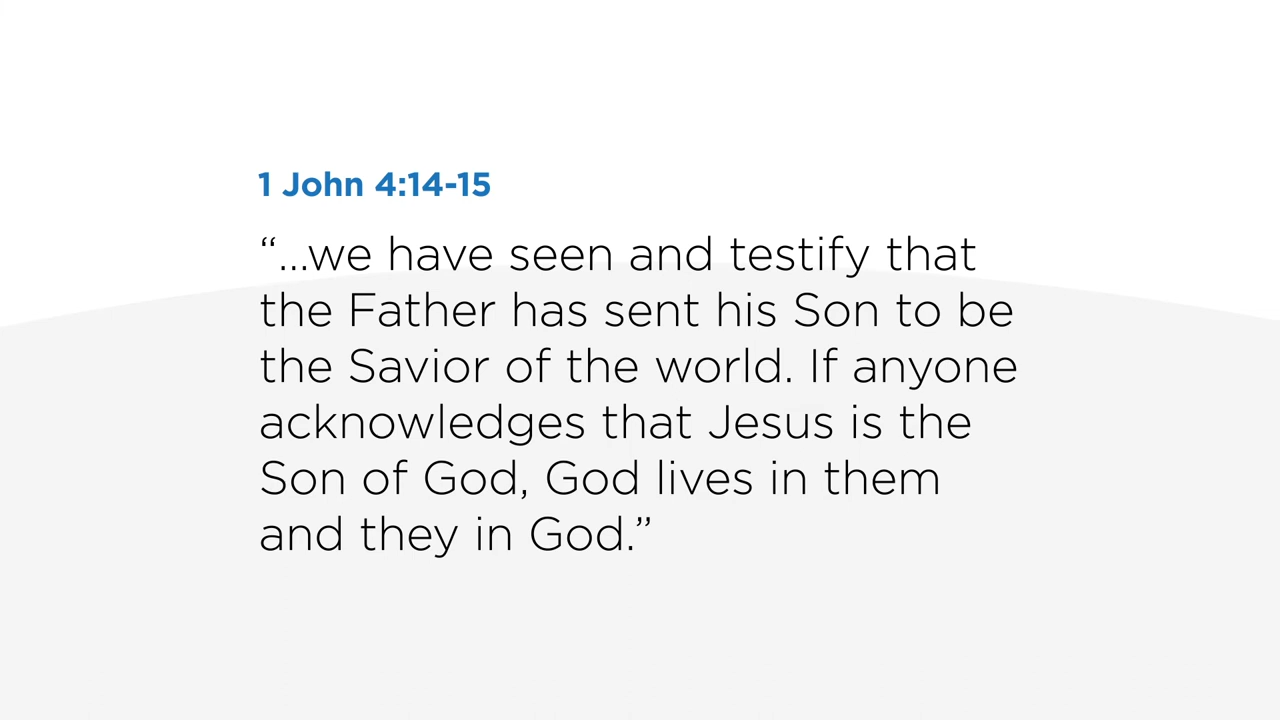 1 John 4:14-15
“...we have seen and testify that
the Father has sent his Son to be
the Savior of the world. If anyone
acknowledges that Jesus is the
Son of God, God lives in them
and they in God.”